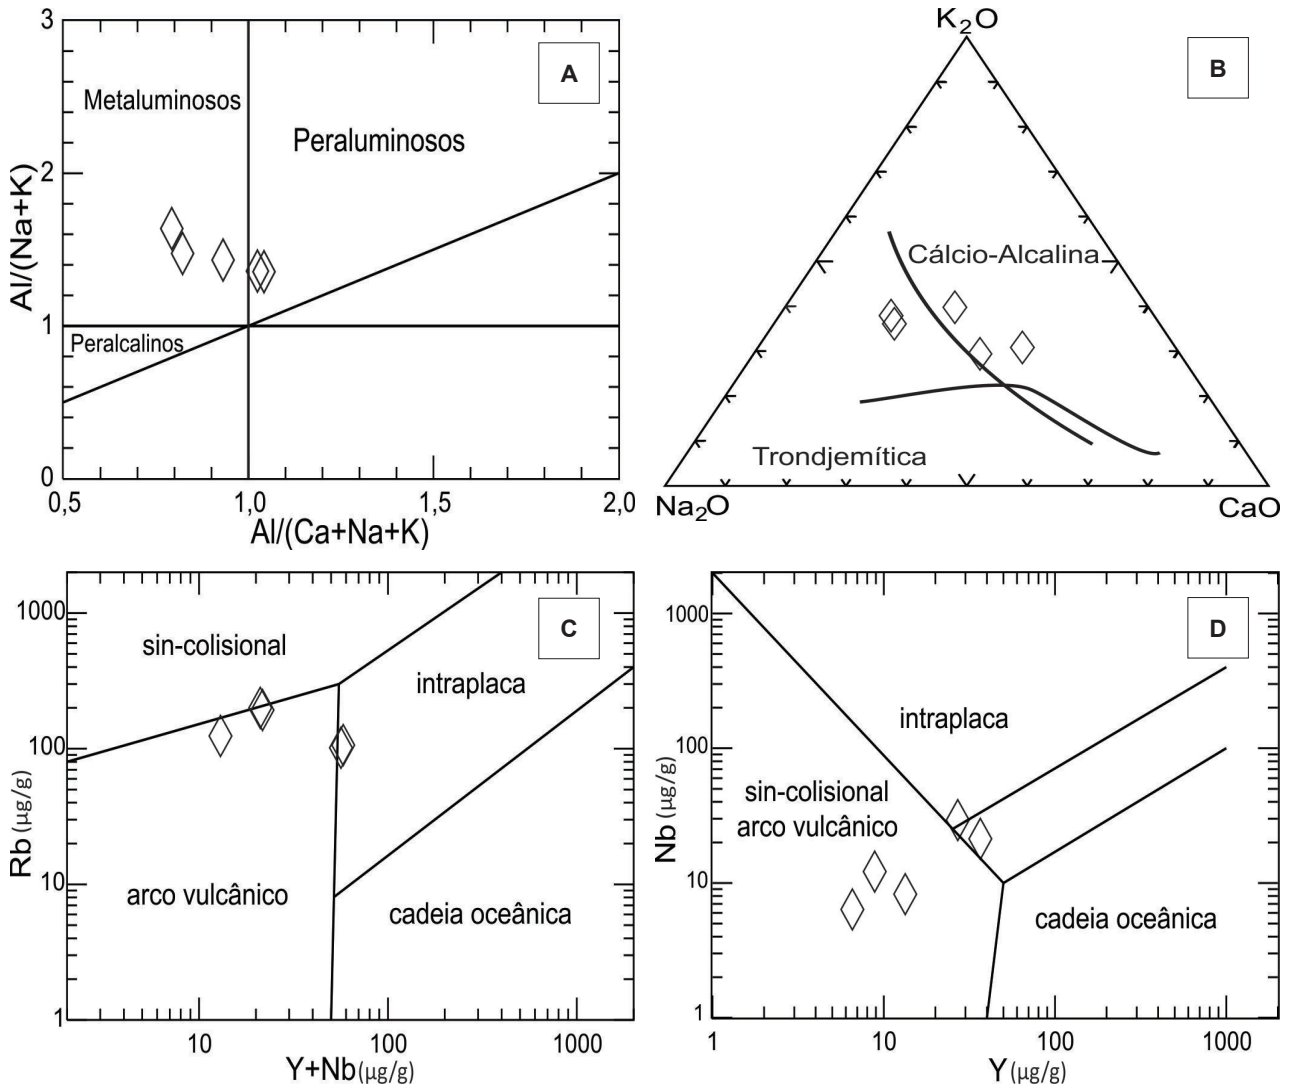 3
2
1
0
Al/(Na+K)
A
Metaluminosos
Peraluminosos
Peralcalinos
0,5
1,0
1,5
2,0
Al/(Ca+Na+K)
K₂O
B
Cálcio-Alcalina
Trondjemítica
Na₂O
CaO
1000
100
10
1
Rb (µg/g)
C
sin-colisional
intraplaca
arco vulcânico
cadeia oceânica
10
100
1000
Y+Nb (µg/g)
1000
100
10
1
Nb (µg/g)
D
intraplaca
sin-colisional
arco vulcânico
cadeia oceânica
1
10
100
1000
Y (µg/g)